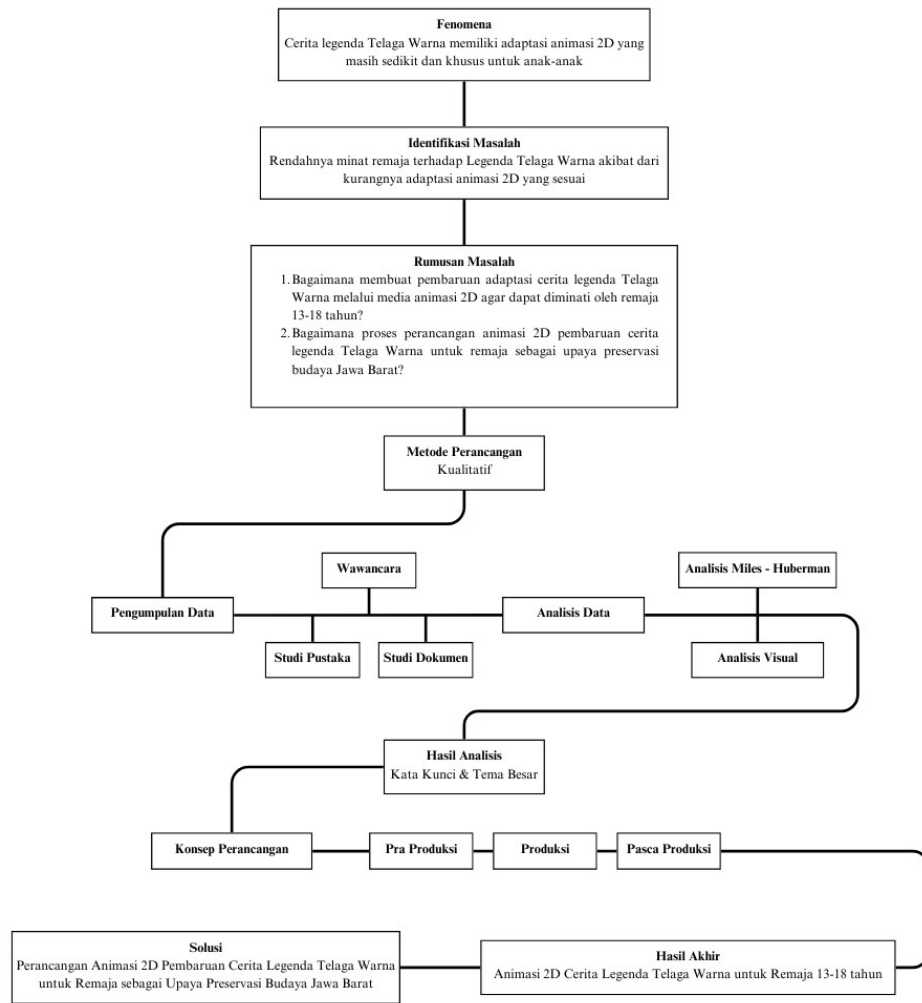 Fenomena
Cerita legenda Telaga Warna memiliki adaptasi animasi 2D yang
masih sedikit dan khusus untuk anak-anak
Identifikasi Masalah
Rendahnya minat remaja terhadap Legenda Telaga Warna akibat dari
kurangnya adaptasi animasi 2D yang sesuai
Rumusan Masalah
1. Bagaimana membuat pembaruan adaptasi cerita legenda Telaga
Warna melalui media animasi 2D agar dapat diminati oleh remaja
13-18 tahun?
2. Bagaimana proses perancangan animasi 2D pembaruan cerita
legenda Telaga Warna untuk remaja sebagai upaya preservasi
budaya Jawa Barat?
Metode Perancangan
Kualitatif
Wawancara
Analisis Miles - Huberman
Pengumpulan Data
Analisis Data
Studi Pustaka
Studi Dokumen
Analisis Visual
Hasil Analisis
Kata Kunci & Tema Besar
Konsep Perancangan
Pra Produksi
Produksi
Pasca Produksi
Solusi
Perancangan Animasi 2D Pembaruan Cerita Legenda Telaga Warna
untuk Remaja sebagai Upaya Preservasi Budaya Jawa Barat
Hasil Akhir
Animasi 2D Cerita Legenda Telaga Warna untuk Remaja 13-18 tahun